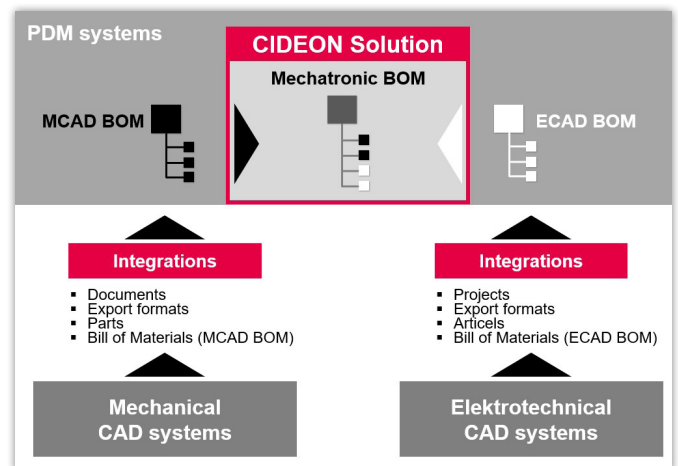 PDM systems
CIDEON Solution
Mechatronic BOM
MCAD BOM
ECAD BOM
Integrations
▪ Documents
▪ Export formats
▪ Parts
▪ Bill of Materials (MCAD BOM)
Mechanical
CAD systems
Integrations
▪ Projects
▪ Export formats
▪ Articels
▪ Bill of Materials (ECAD BOM)
Elektrotechnical
CAD systems